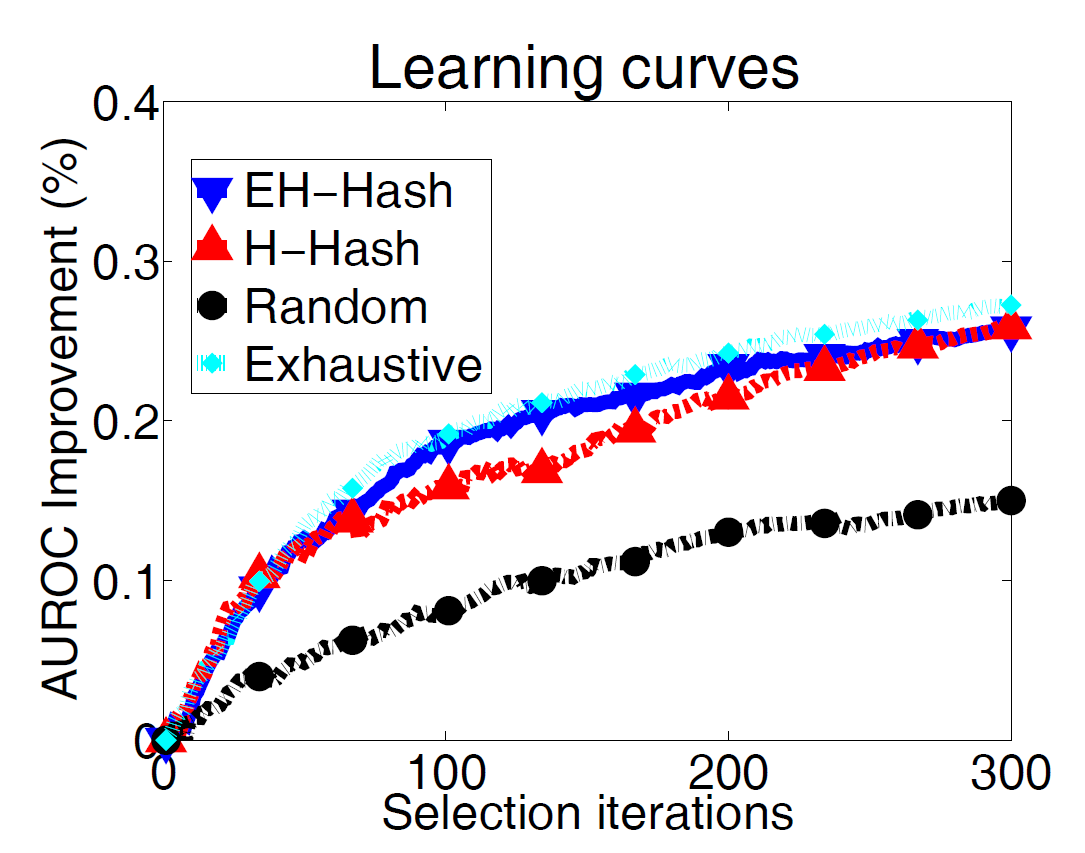 Learning curves
AUROC Improvement (%)
0.4
0.3
0.2
0.1
0
EH−Hash
H−Hash
Random
Exhaustive
0 100 200 300
Selection iterations